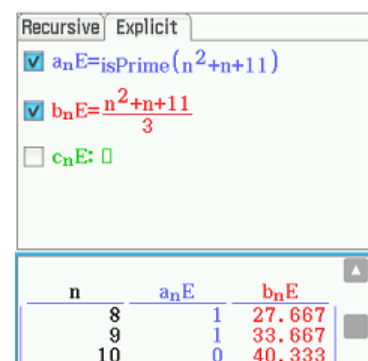 Recursive Explicit
aₙE=isPrime(n²+n+11)
bₙE=n²+n+11/3
cₙE:
n aₙE bₙE
8 1 27.667
9 1 33.667
10 0 40.333